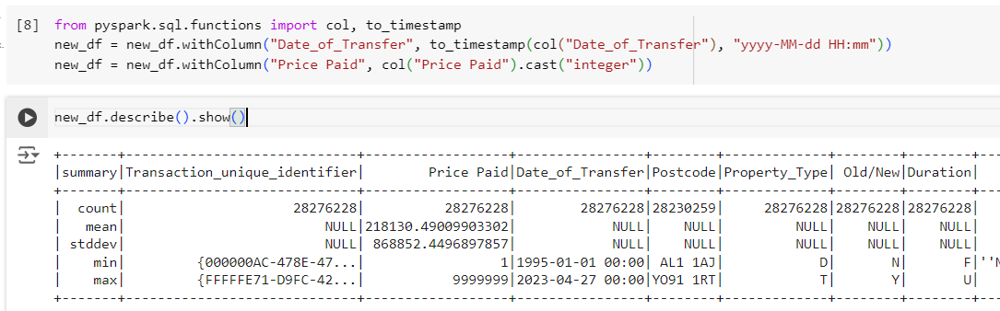 [8] from pyspark.sql.functions import col, to_timestamp
new_df = new_df.withColumn("Date_of_Transfer", to_timestamp(col("Date_of_Transfer"), "yyyy-MM-dd HH:mm"))
new_df = new_df.withColumn("Price Paid", col("Price Paid").cast("integer"))
new_df.describe().show()
+-------+-----------------------------+------------------+----------------+--------+-------------+--------+--------+--
|summary|Transaction_unique_identifier|        Price Paid|Date_of_Transfer|Postcode|Property_Type| Old/New|Duration|
+-------+-----------------------------+------------------+----------------+--------+-------------+--------+--------+--
|  count|                     28276228|          28276228|        28276228|28230259|     28276228|28276228|28276228|
|   mean|                         NULL|218130.49009903302|            NULL|    NULL|         NULL|    NULL|    NULL|
| stddev|                         NULL| 868852.4496897857|            NULL|    NULL|         NULL|    NULL|    NULL|
|    min|         {000000AC-478E-47...|                 1|1995-01-01 00:00| AL1 1AJ|            D|       N|       F|''
|    max|         {FFFFFE71-D9FC-42...|           9999999|2023-04-27 00:00|YO91 1RT|            T|       Y|       U|
+-------+-----------------------------+------------------+----------------+--------+-------------+--------+--------+--